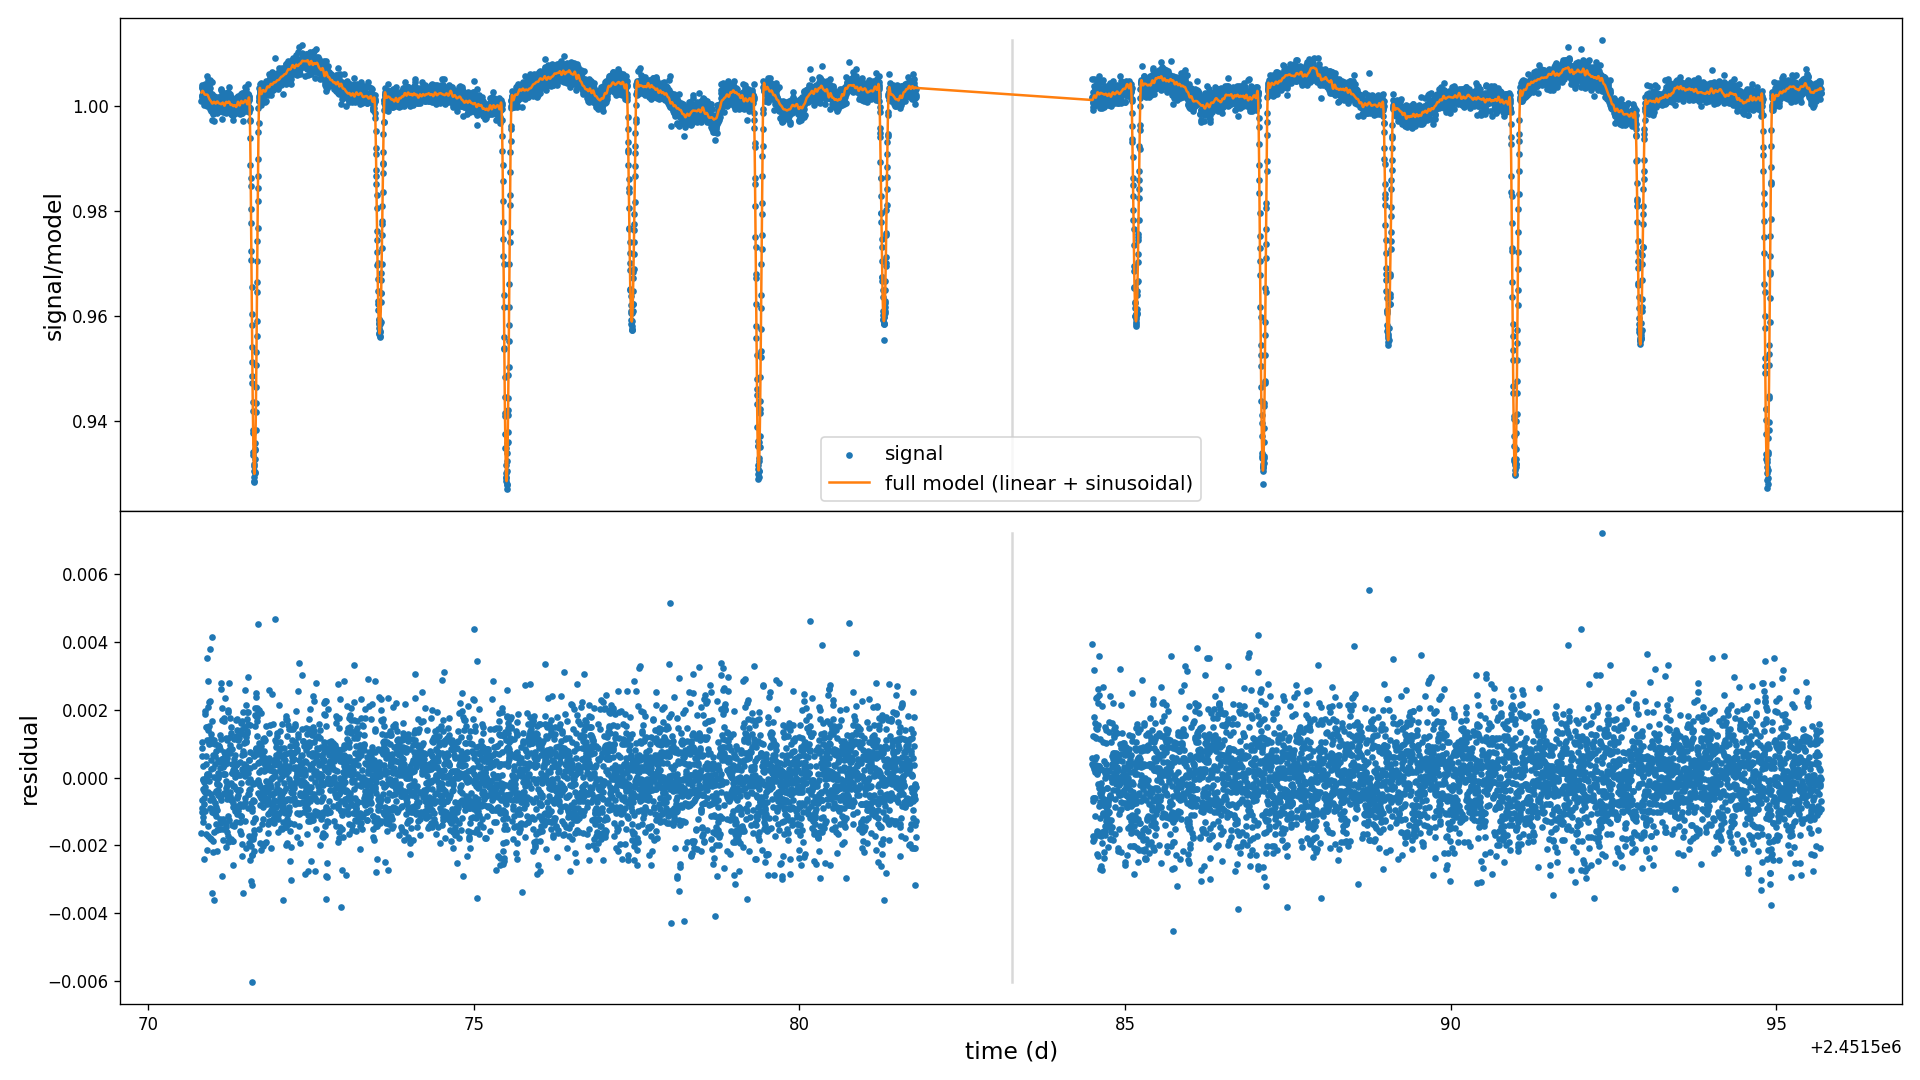 signal/model
1.00
0.98
0.96
0.94
signal
full model (linear + sinusoidal)
residual
0.006
0.004
0.002
0.000
−0.002
−0.004
−0.006
70 75 80 85 90 95
time (d)
+2.4515e6